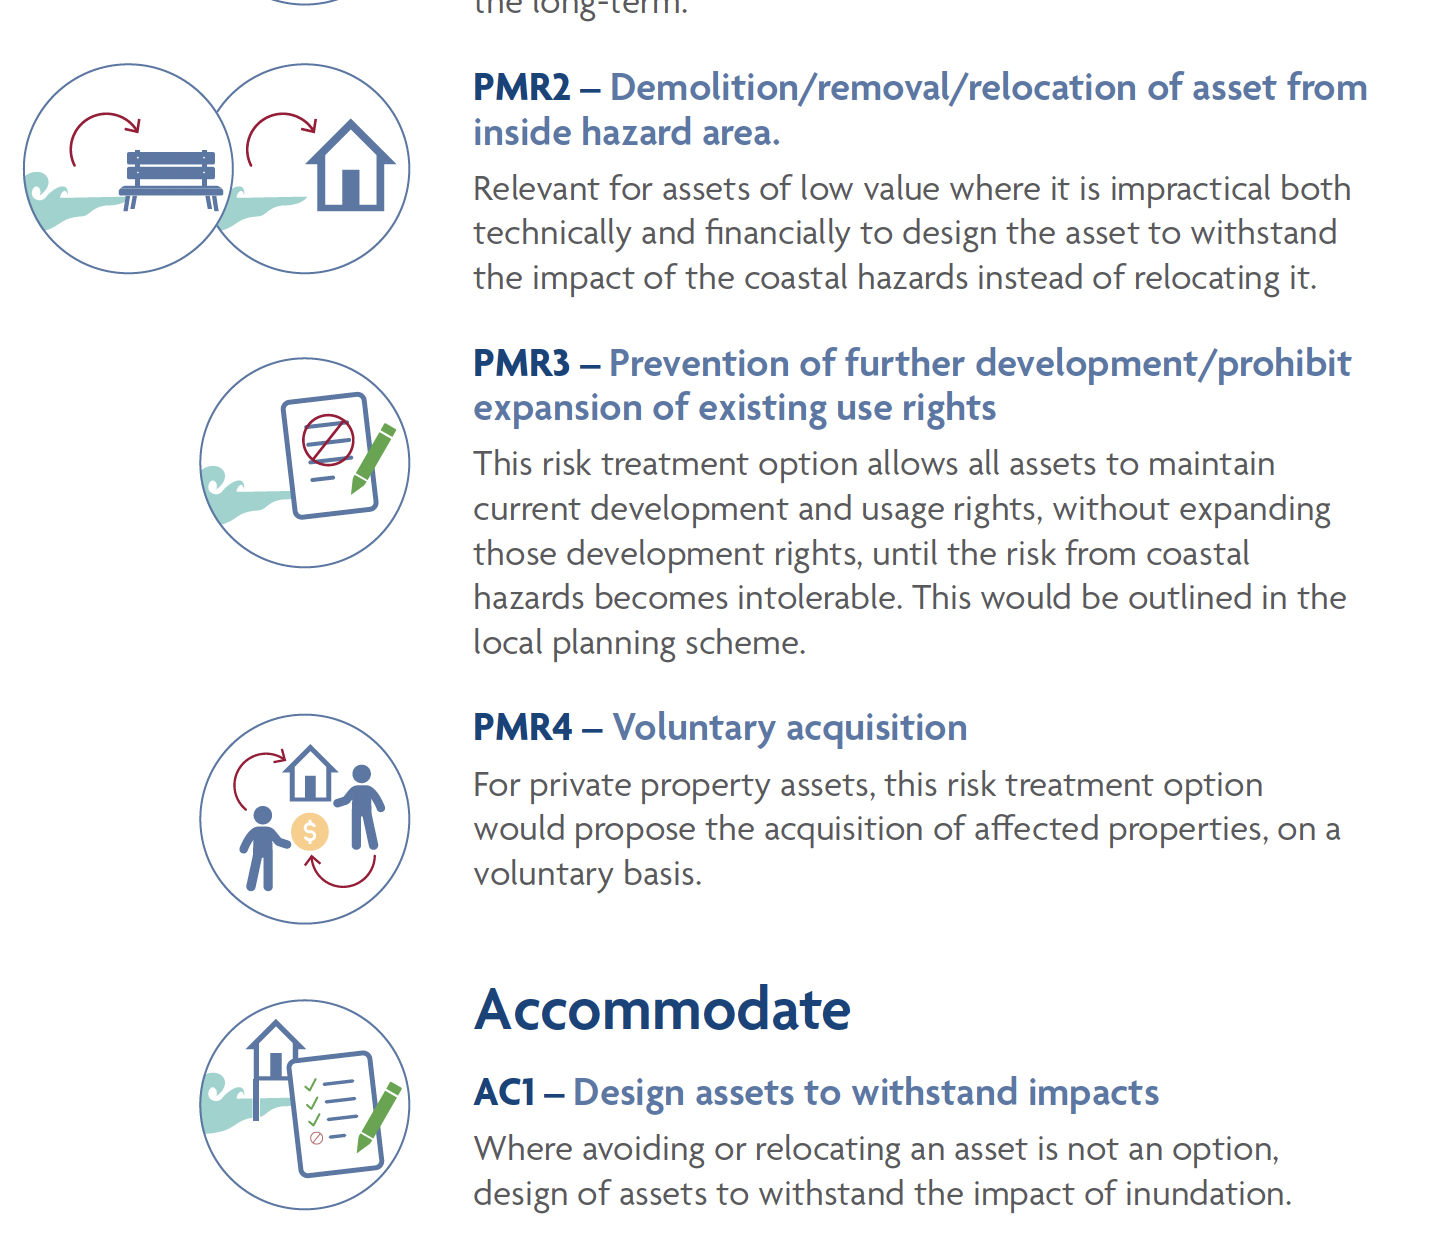 the long-term.
PMR2 – Demolition/removal/relocation of asset from
inside hazard area.
Relevant for assets of low value where it is impractical both
technically and financially to design the asset to withstand
the impact of the coastal hazards instead of relocating it.
PMR3 – Prevention of further development/prohibit
expansion of existing use rights
This risk treatment option allows all assets to maintain
current development and usage rights, without expanding
those development rights, until the risk from coastal
hazards becomes intolerable. This would be outlined in the
local planning scheme.
PMR4 – Voluntary acquisition
For private property assets, this risk treatment option
would propose the acquisition of affected properties, on a
voluntary basis.
$
Accommodate
AC1 – Design assets to withstand impacts
Where avoiding or relocating an asset is not an option,
design of assets to withstand the impact of inundation.